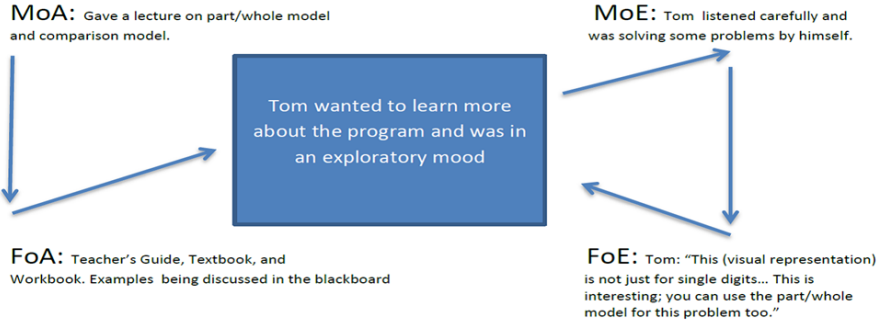 MoA: Gave a lecture on part/whole model
and comparison model.
MoE: Tom listened carefully and
was solving some problems by himself.
Tom wanted to learn more
about the program and was in
an exploratory mood
FoA: Teacher's Guide, Textbook, and
Workbook. Examples being discussed in the blackboard
FoE: Tom: “This (visual representation)
is not just for single digits... This is
interesting; you can use the part/whole
model for this problem too.”